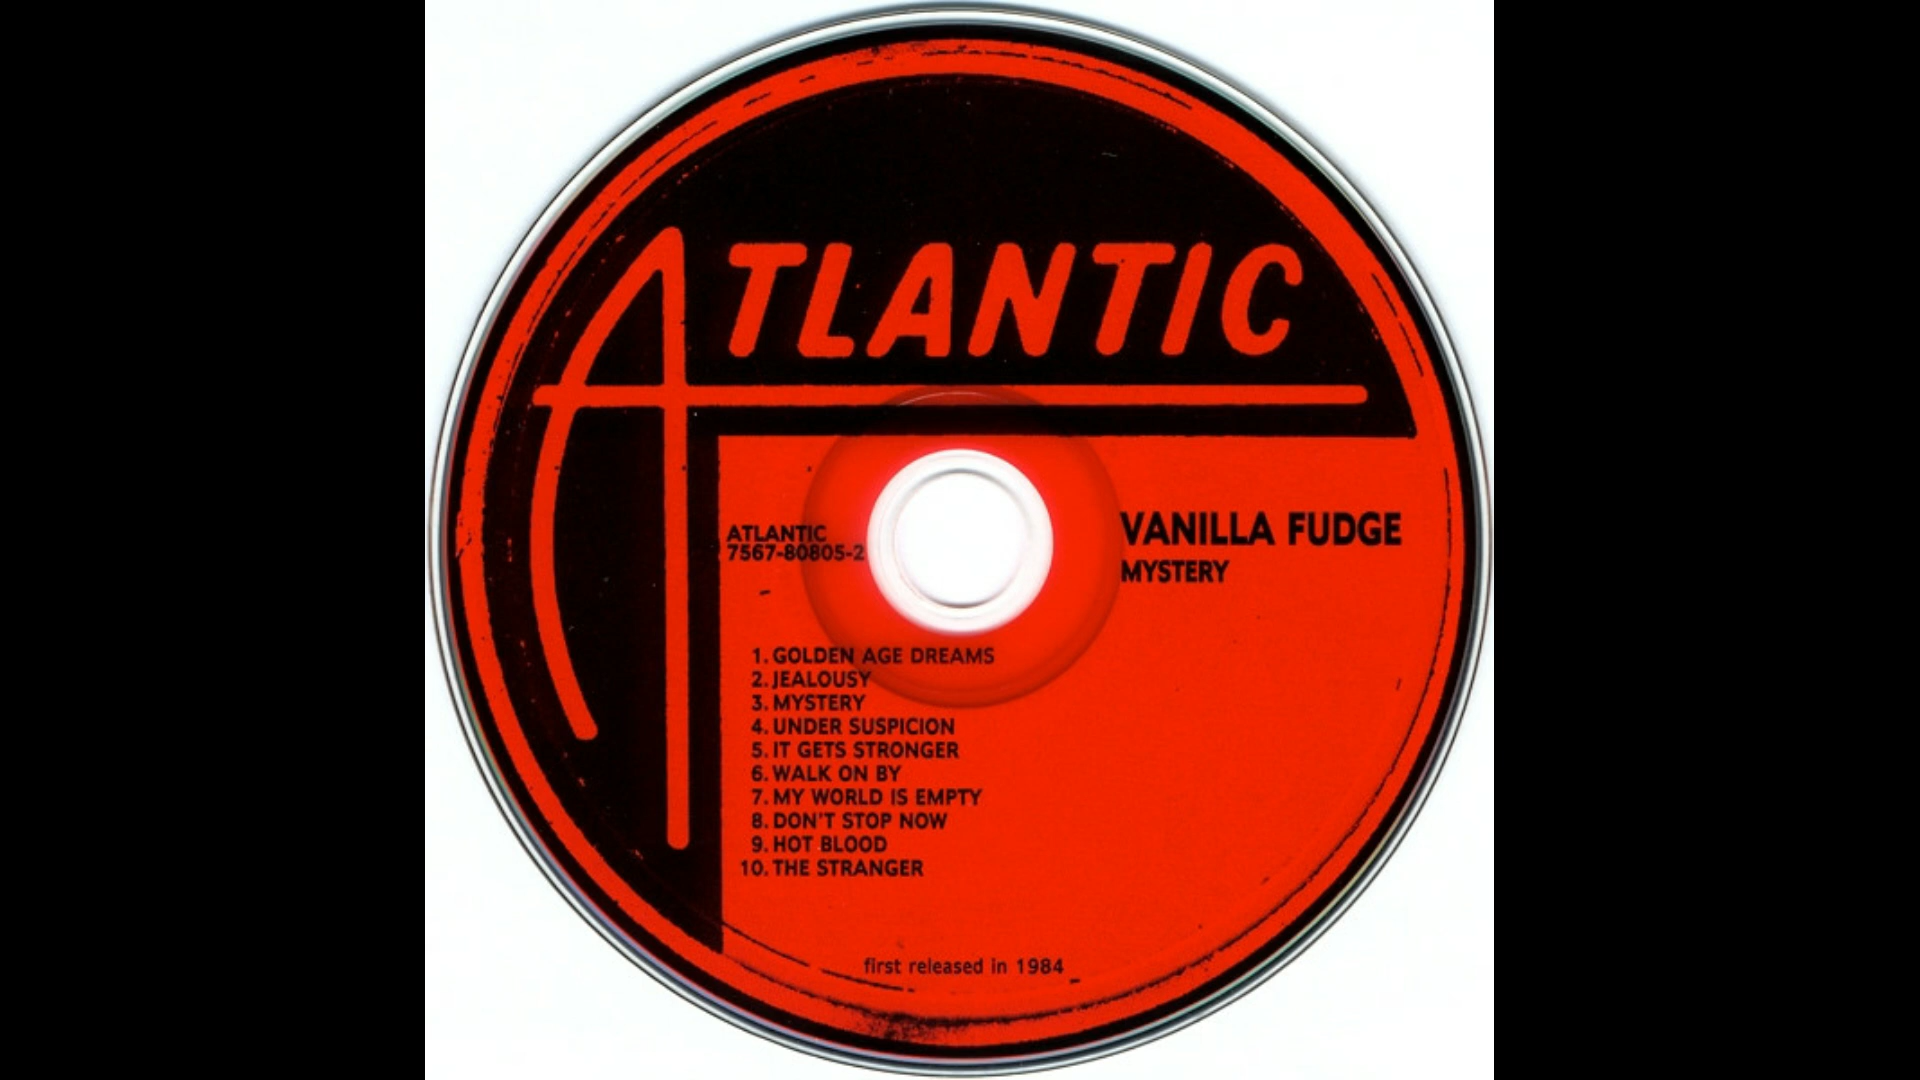 ATLANTIC
ATLANTIC
7567-80805-2
VANILLA FUDGE
MYSTERY
1. GOLDEN AGE DREAMS
2. JEALOUSY
3. MYSTERY
4. UNDER SUSPICION
5. IT GETS STRONGER
6. WALK ON BY
7. MY WORLD IS EMPTY
8. DON'T STOP NOW
9. HOT BLOOD
10. THE STRANGER
first released in 1984